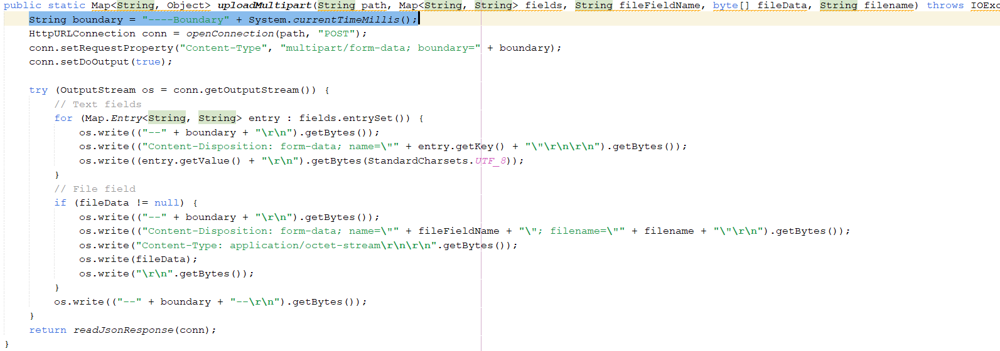 public static Map<String, Object> uploadMultipart(String path, Map<String, String> fields, String fileFieldName, byte[] fileData, String filename) throws IOExc
String boundary = "----Boundary" + System.currentTimeMillis();
HttpURLConnection conn = openConnection(path, "POST");
conn.setRequestProperty("Content-Type", "multipart/form-data; boundary=" + boundary);
conn.setDoOutput(true);
try (OutputStream os = conn.getOutputStream()) {
// Text fields
for (Map.Entry<String, String> entry : fields.entrySet()) {
os.write(("--" + boundary + "\r\n").getBytes());
os.write(("Content-Disposition: form-data; name=\"" + entry.getKey() + "\"\r\n\r\n").getBytes());
os.write((entry.getValue() + "\r\n").getBytes(StandardCharsets.UTF_8));
}
// File field
if (fileData != null) {
os.write(("--" + boundary + "\r\n").getBytes());
os.write(("Content-Disposition: form-data; name=\"" + fileFieldName + "\"; filename=\"" + filename + "\"\r\n").getBytes());
os.write("Content-Type: application/octet-stream\r\n\r\n".getBytes());
os.write(fileData);
os.write("\r\n".getBytes());
}
os.write(("--" + boundary + "--\r\n").getBytes());
}
return readJsonResponse(conn);
}